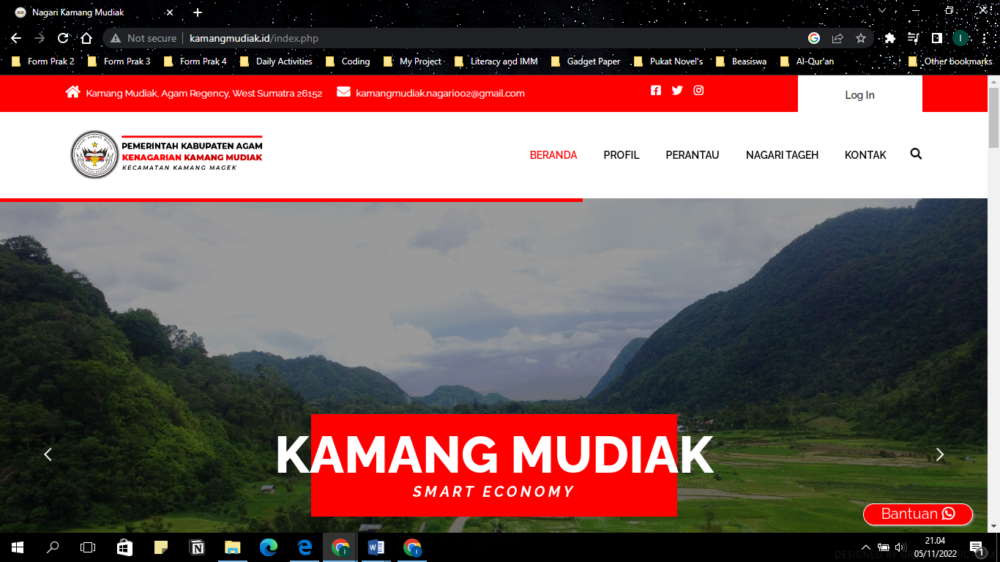 Nagari Kamang Mudiak
Not secure kamangmudiak.id/index.php
Form Prak 2 Form Prak 3 Form Prak 4 Daily Activities Coding My Project Literacy and IMM Gadget Paper Pukat Novel's Beasiswa Al-Qur'an Other bookmarks
Kamang Mudiak, Agam Regency, West Sumatra 26152 kamangmudiak.nagari002@gmail.com Log In
PEMERINTAH KABUPATEN AGAM
KENAGARIAN KAMANG MUDIAK
KECAMATAN KAMANG MAGEK
BERANDA PROFIL PERANTAU NAGARI TAGEH KONTAK
KAMANG MUDIAK
SMART ECONOMY
Bantuan
21.04
05/11/2022
1